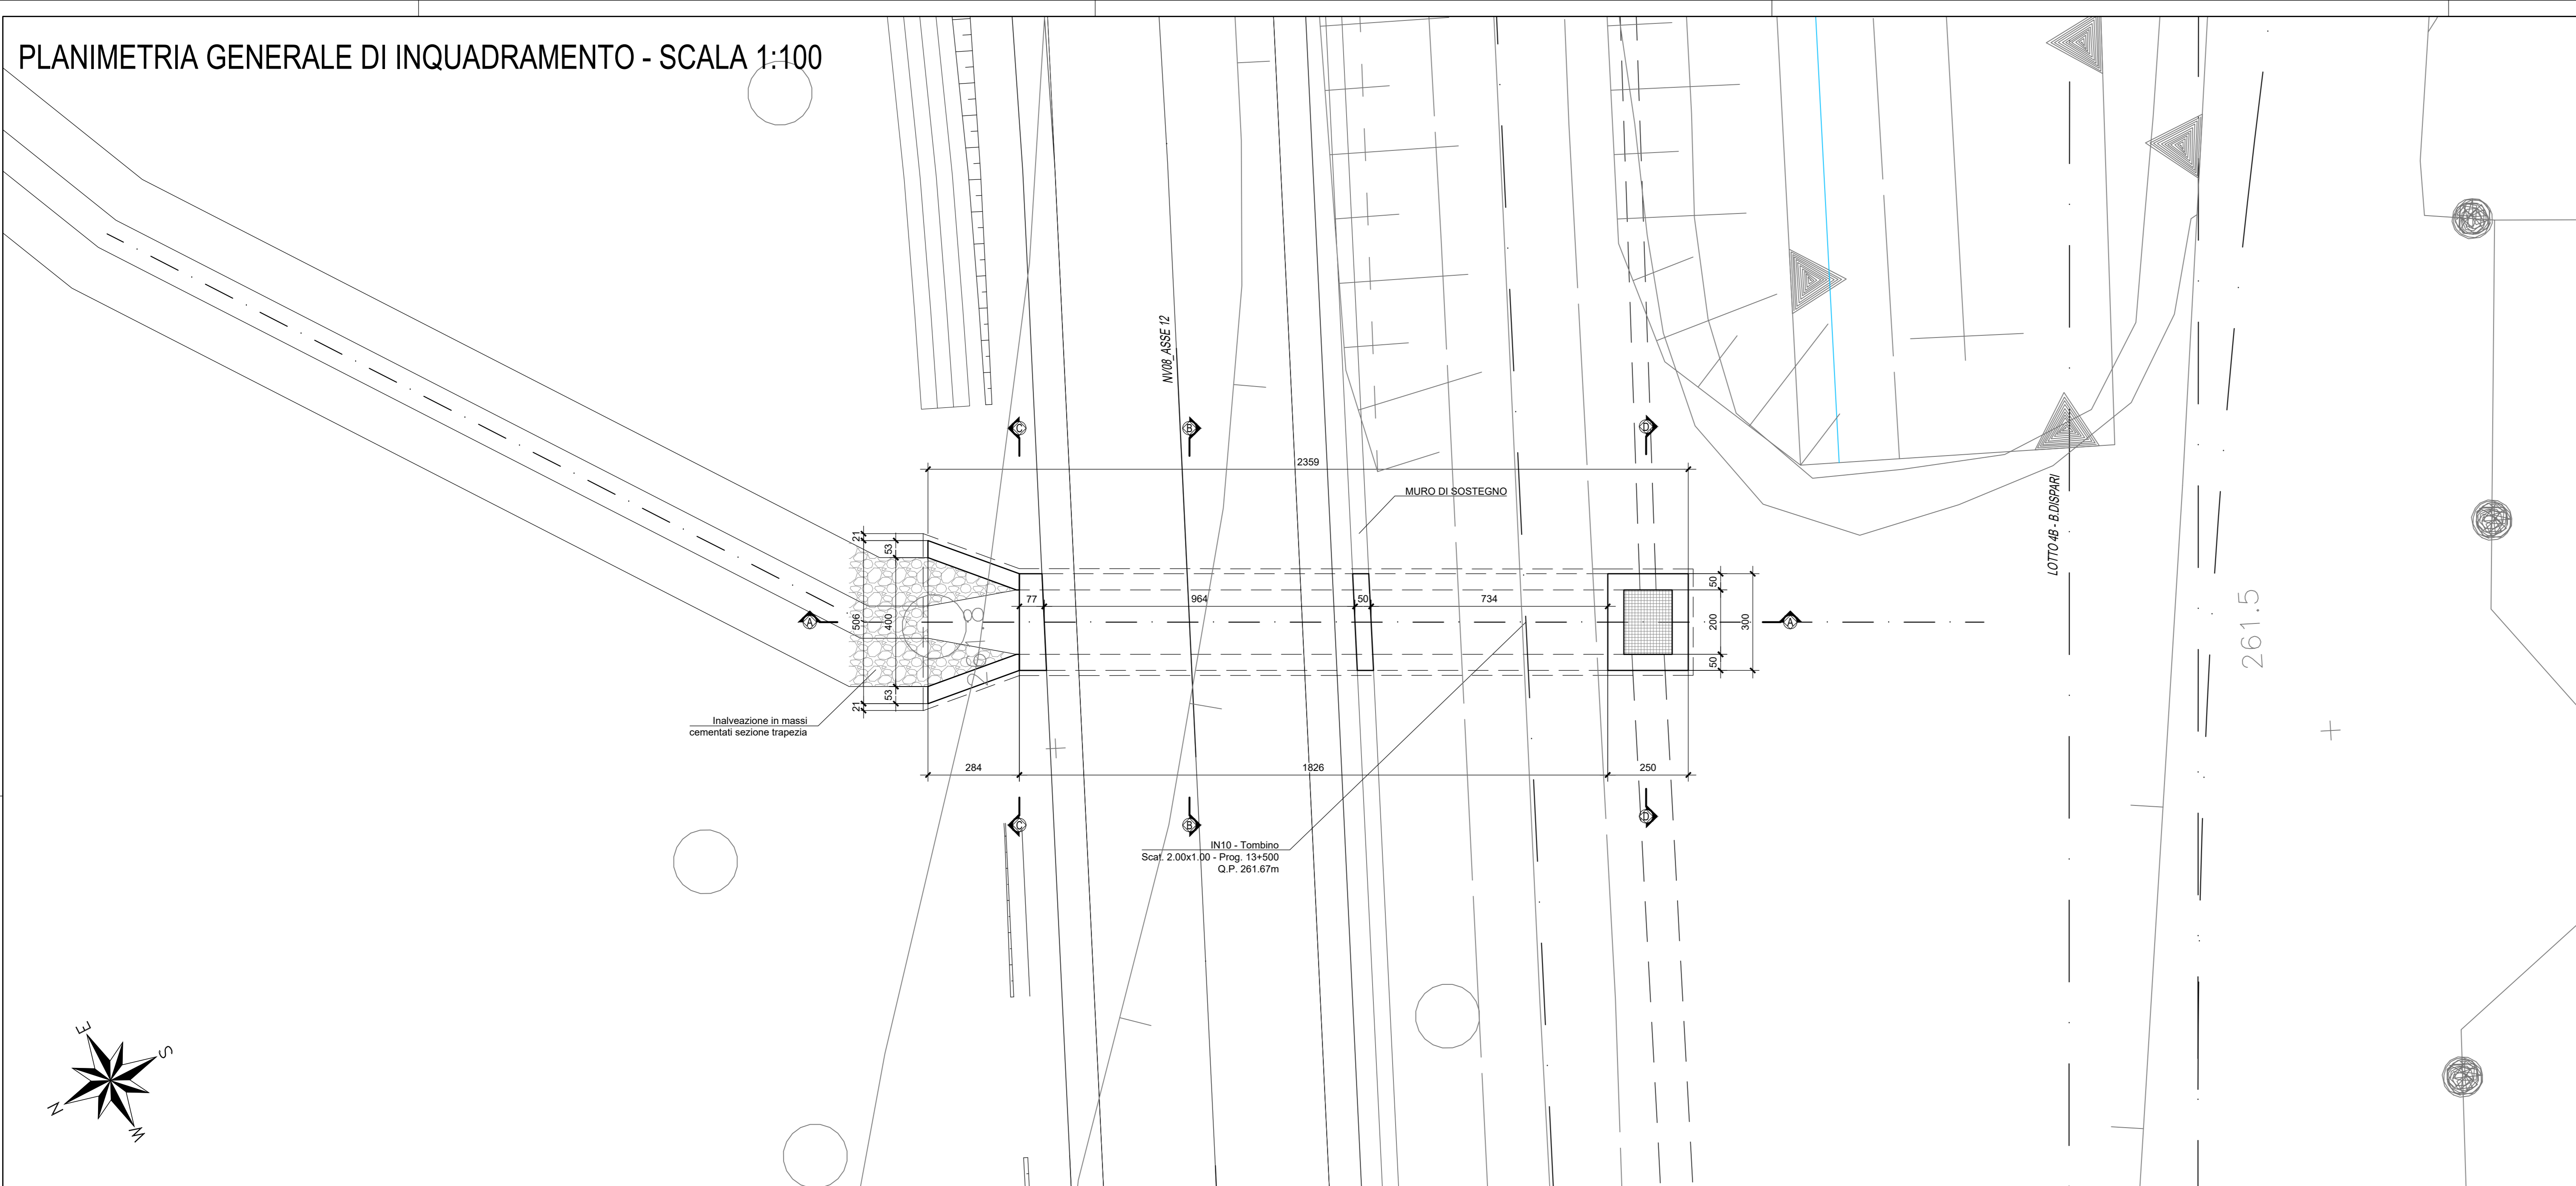 PLANIMETRIA GENERALE DI INQUADRAMENTO - SCALA 1:100
NV08_ASSE 12
C
B
D
2359
MURO DI SOSTEGNO
LOTTO 4B - B.DISPARI
21
53
506
400
53
21
77
964
50
734
50
200
50
300
A
A
261.5
Inalveazione in massi
cementati sezione trapezia
284
1826
250
C
B
D
IN10 - Tombino
Scat. 2.00x1.00 - Prog. 13+500
Q.P. 261.67m
E
S
N
W